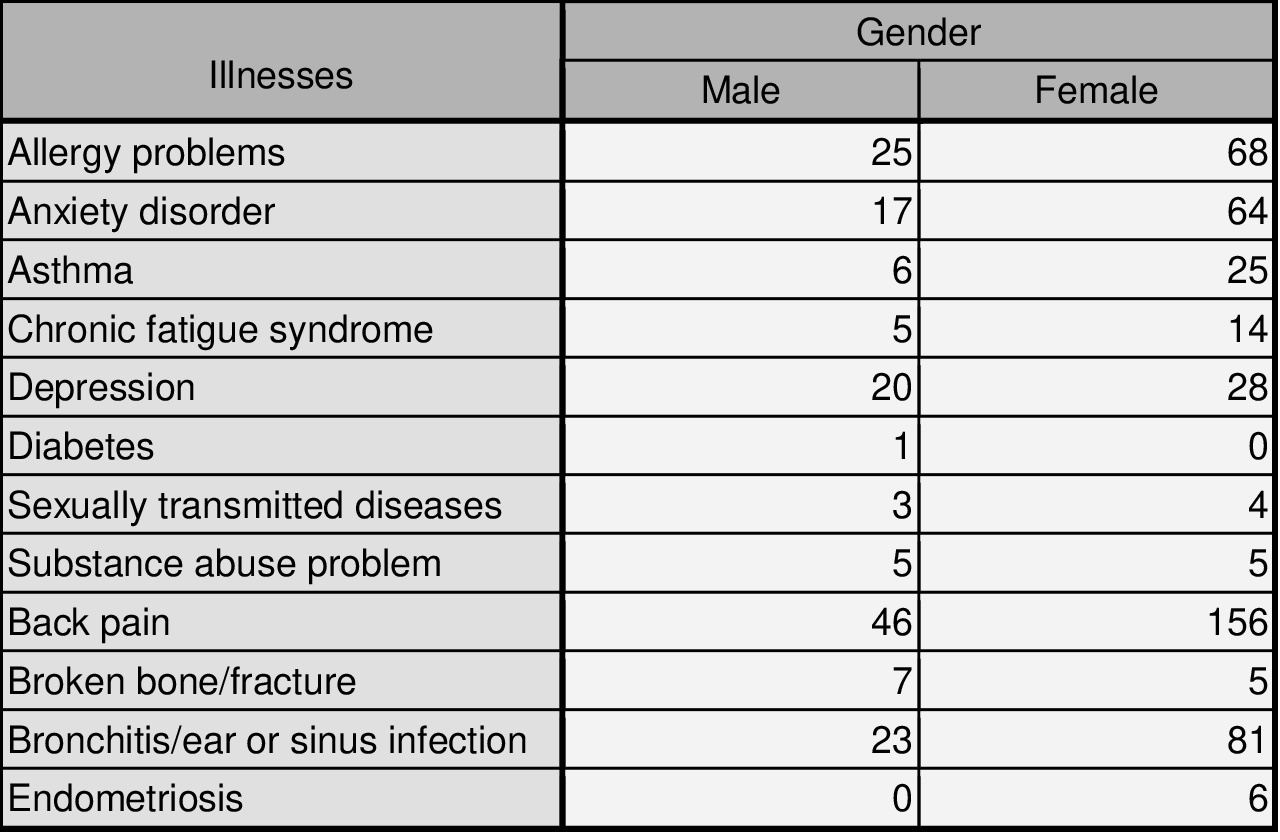 Illnesses Gender
Male Female
Allergy problems 25 68
Anxiety disorder 17 64
Asthma 6 25
Chronic fatigue syndrome 5 14
Depression 20 28
Diabetes 1 0
Sexually transmitted diseases 3 4
Substance abuse problem 5 5
Back pain 46 156
Broken bone/fracture 7 5
Bronchitis/ear or sinus infection 23 81
Endometriosis 0 6